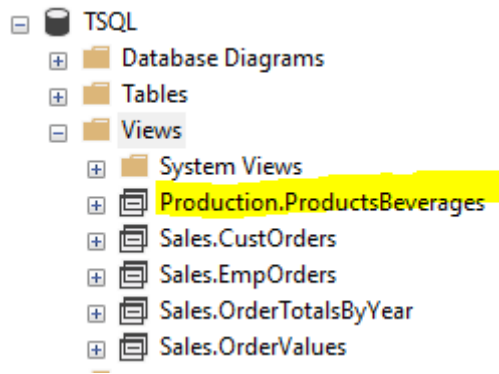 TSQL
Database Diagrams
Tables
Views
System Views
Production.ProductsBeverages
Sales.CustOrders
Sales.EmpOrders
Sales.OrderTotalsByYear
Sales.OrderValues